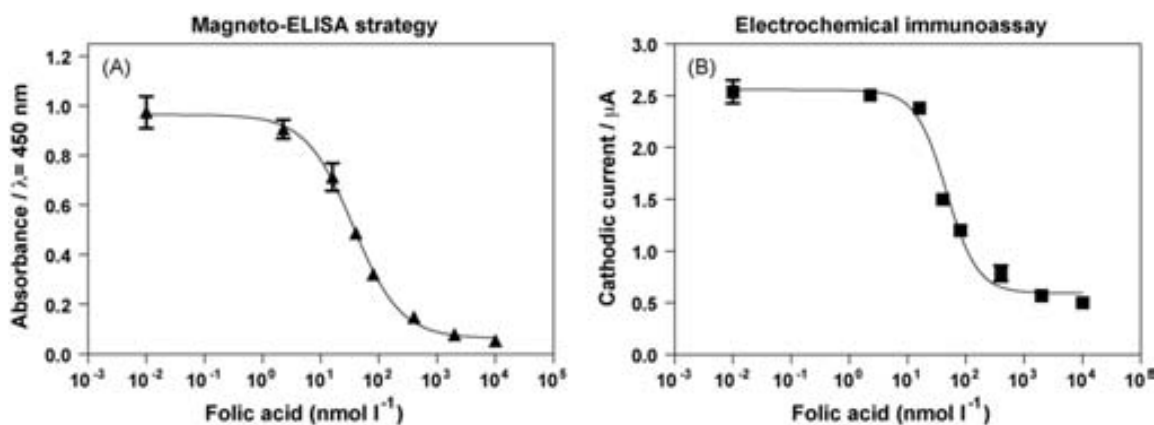 Magneto-ELISA strategy
(A)
Absorbance / λ= 450 nm
1.2
1.0
0.8
0.6
0.4
0.2
0.0
10⁻³ 10⁻² 10⁻¹ 10⁰ 10¹ 10² 10³ 10⁴ 10⁵
Folic acid (nmol l⁻¹)
Electrochemical immunoassay
(B)
Cathodic current / μA
3.0
2.5
2.0
1.5
1.0
0.5
0.0
10⁻³ 10⁻² 10⁻¹ 10⁰ 10¹ 10² 10³ 10⁴
Folic acid (nmol l⁻¹)